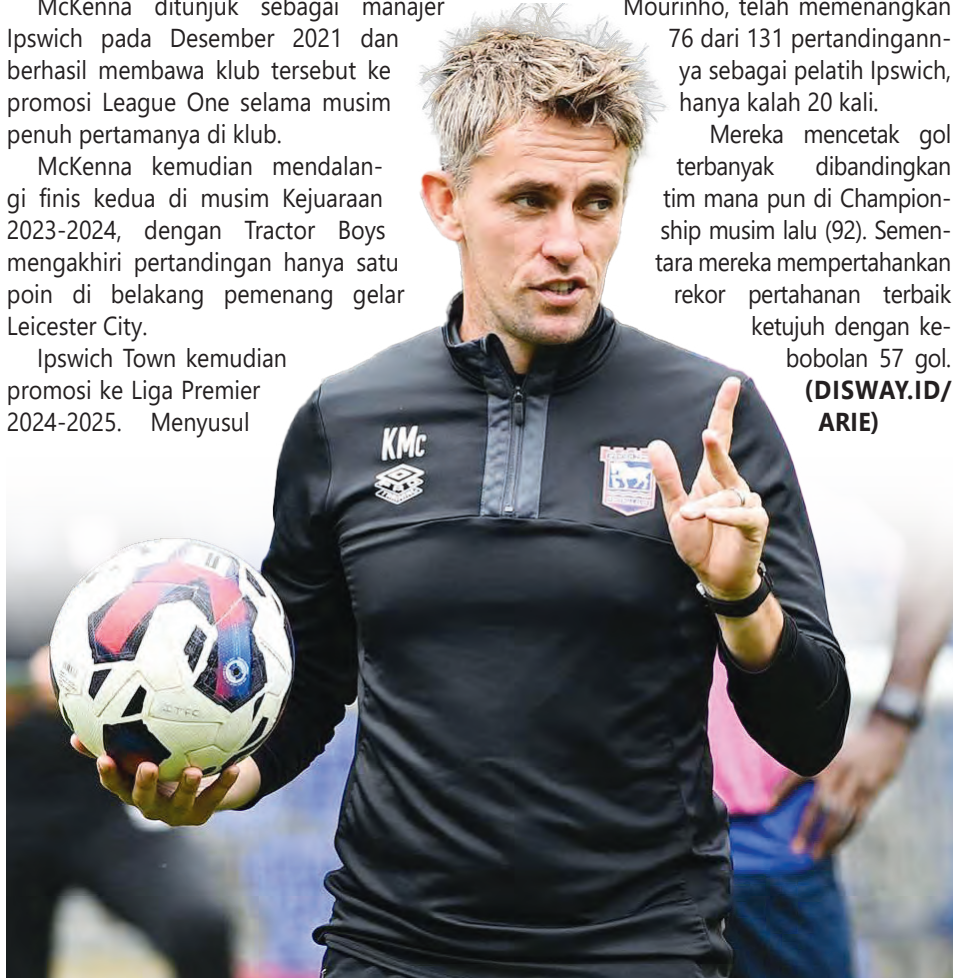 McKenna ditunjuk sebagai manajer
Ipswich pada Desember 2021 dan
berhasil membawa klub tersebut ke
promosi League One selama musim
penuh pertamanya di klub.
McKenna kemudian mendalan-
gi finis kedua di musim Kejuaraan
2023-2024, dengan Tractor Boys
mengakhiri pertandingan hanya satu
poin di belakang pemenang gelar
Leicester City.
Ipswich Town kemudian
promosi ke Liga Premier
2024-2025. Menyusul
Mourinho, telah memenangkan
76 dari 131 pertandingann-
ya sebagai pelatih Ipswich,
hanya kalah 20 kali.
Mereka mencetak gol
terbanyak dibandingkan
tim mana pun di Champion-
ship musim lalu (92). Semen-
tara mereka mempertahankan
rekor pertahanan terbaik
ketujuh dengan ke-
bobolan 57 gol.
(DISWAY.ID/
ARIE)
KMc
ITFC